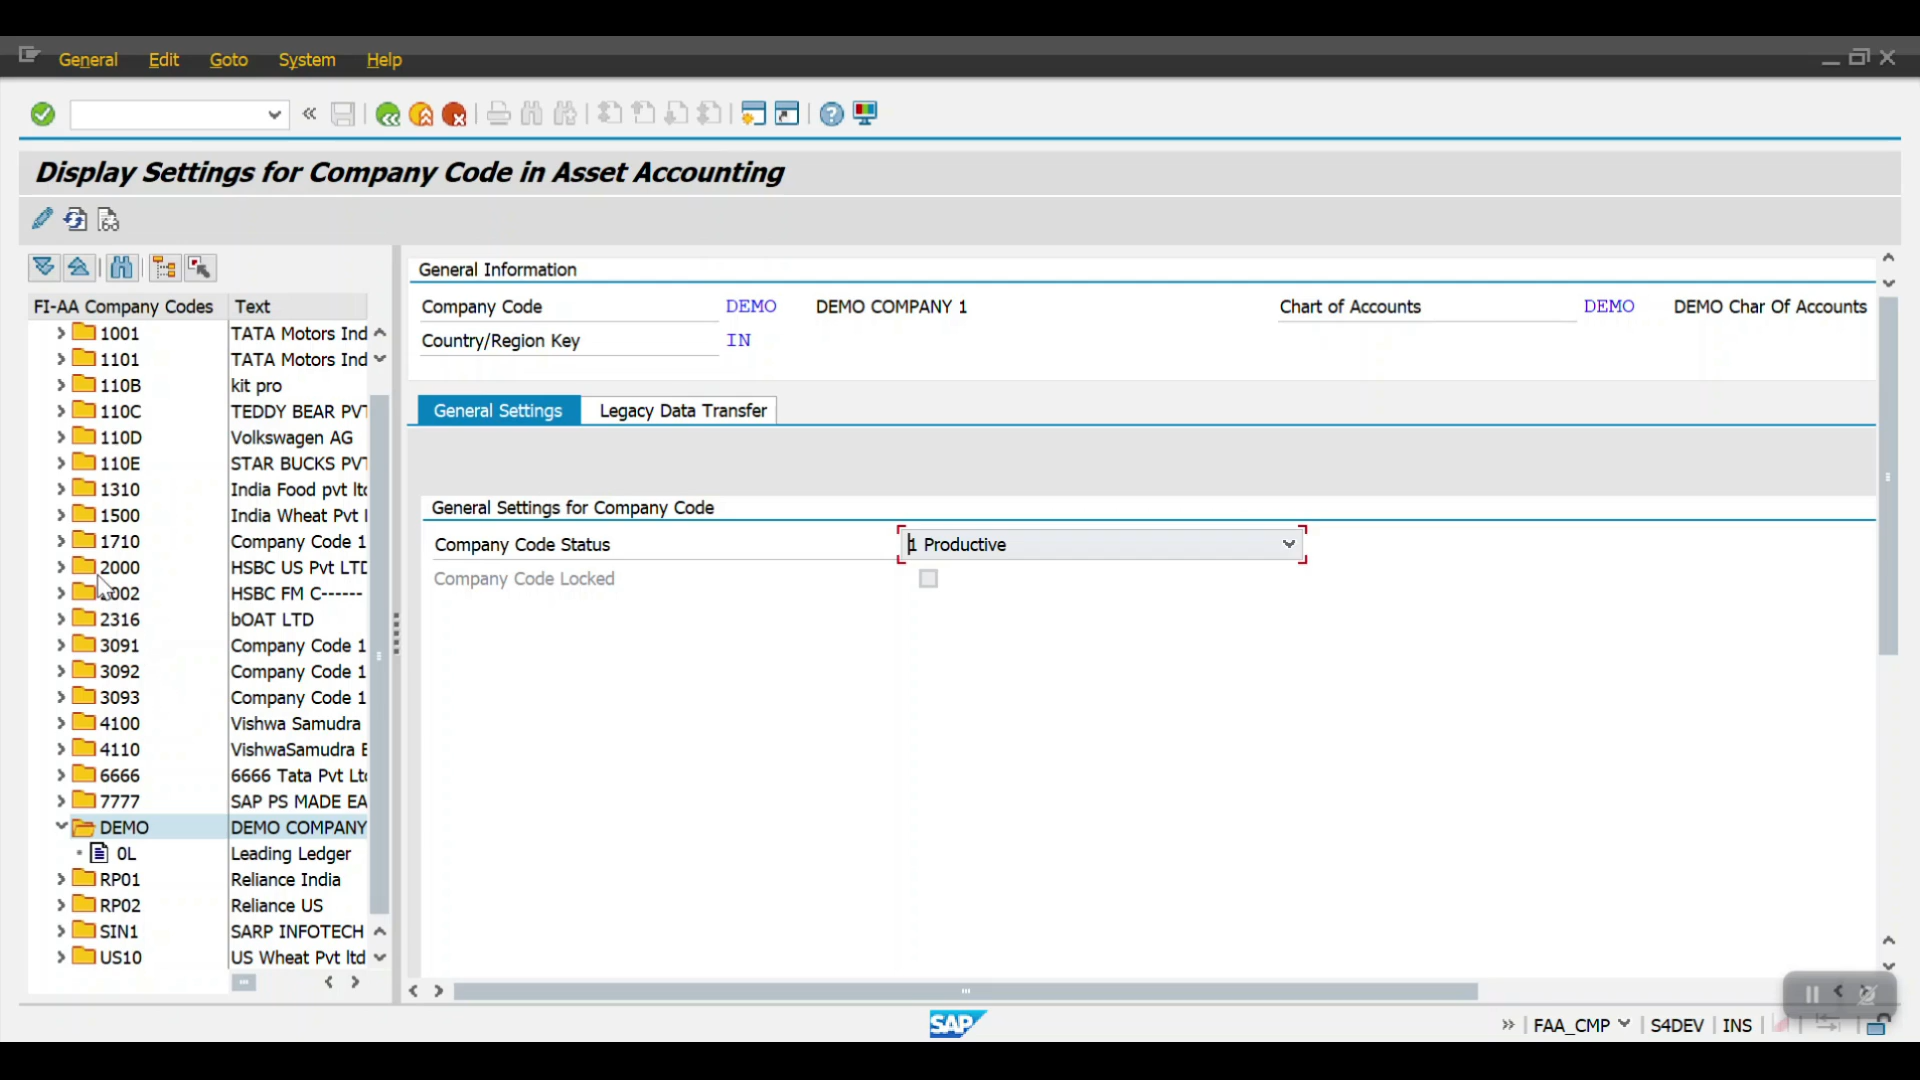 General Edit Goto System Help
Display Settings for Company Code in Asset Accounting
FI-AA Company Codes Text
1001 TATA Motors Ind
1101 TATA Motors Ind
110B kit pro
110C TEDDY BEAR PVT
110D Volkswagen AG
110E STAR BUCKS PVT
1310 India Food pvt ltd
1500 India Wheat Pvt l
1710 Company Code 1
2000 HSBC US Pvt LTD
HSBC FM C------
2316 bOAT LTD
3091 Company Code 1
3092 Company Code 1
3093 Company Code 1
4100 Vishwa Samudra
4110 VishwaSamudra E
6666 6666 Tata Pvt Ltd
7777 SAP PS MADE EA
DEMO DEMO COMPANY
0L Leading Ledger
RP01 Reliance India
RP02 Reliance US
SIN1 SARP INFOTECH
US10 US Wheat Pvt ltd
General Information
Company Code DEMO DEMO COMPANY 1 Chart of Accounts DEMO DEMO Char Of Accounts
Country/Region Key IN
General Settings Legacy Data Transfer
General Settings for Company Code
Company Code Status 1 Productive
Company Code Locked
SAP FAA_CMP S4DEV INS